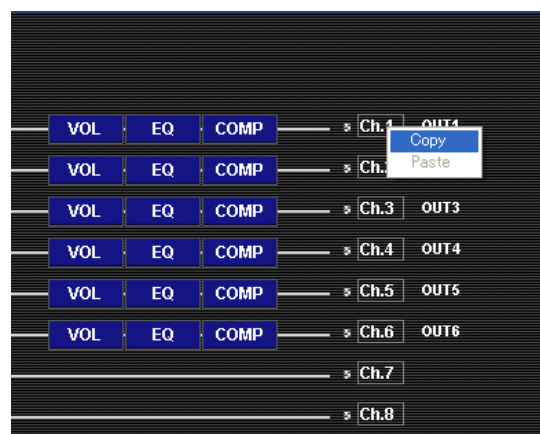 VOL EQ COMP Ch.1 OUT1
Copy
VOL EQ COMP Ch.
Paste
VOL EQ COMP Ch.3 OUT3
VOL EQ COMP Ch.4 OUT4
VOL EQ COMP Ch.5 OUT5
VOL EQ COMP Ch.6 OUT6
Ch.7
Ch.8